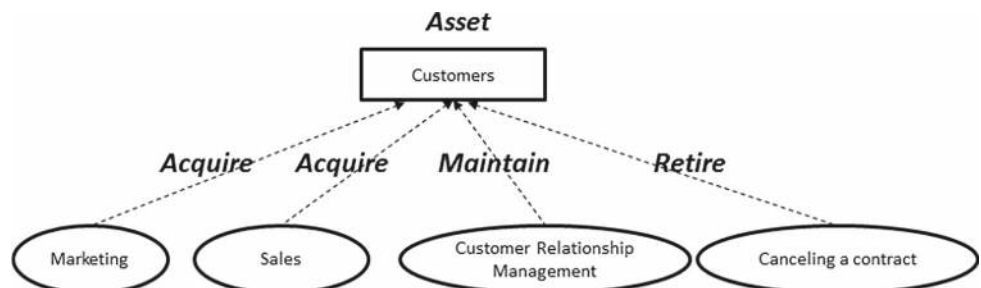 Asset
Customers
Acquire Acquire Maintain Retire
Marketing
Sales
Customer Relationship
Management
Canceling a contract